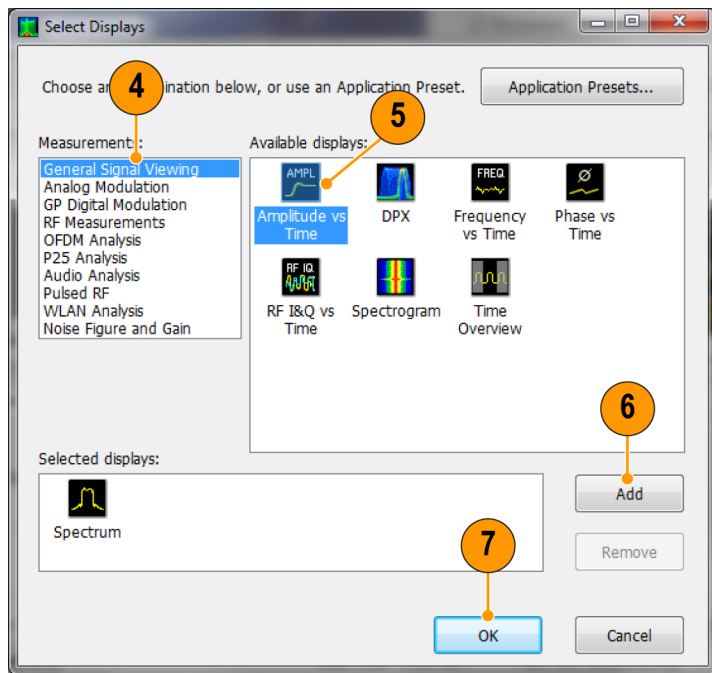 Select Displays
Choose an ination below, or use an Application Preset.
Application Presets...
4
5
Measurements:
Available displays:
General Signal Viewing
Analog Modulation
GP Digital Modulation
RF Measurements
OFDM Analysis
P25 Analysis
Audio Analysis
Pulsed RF
WLAN Analysis
Noise Figure and Gain
AMPL
Amplitude vs
Time
DPX
FREQ
Frequency
vs Time
Ø
Phase vs
Time
RF IQ
RF I&Q vs
Time
Spectrogram
Time
Overview
6
Selected displays:
Spectrum
Add
Remove
7
OK
Cancel